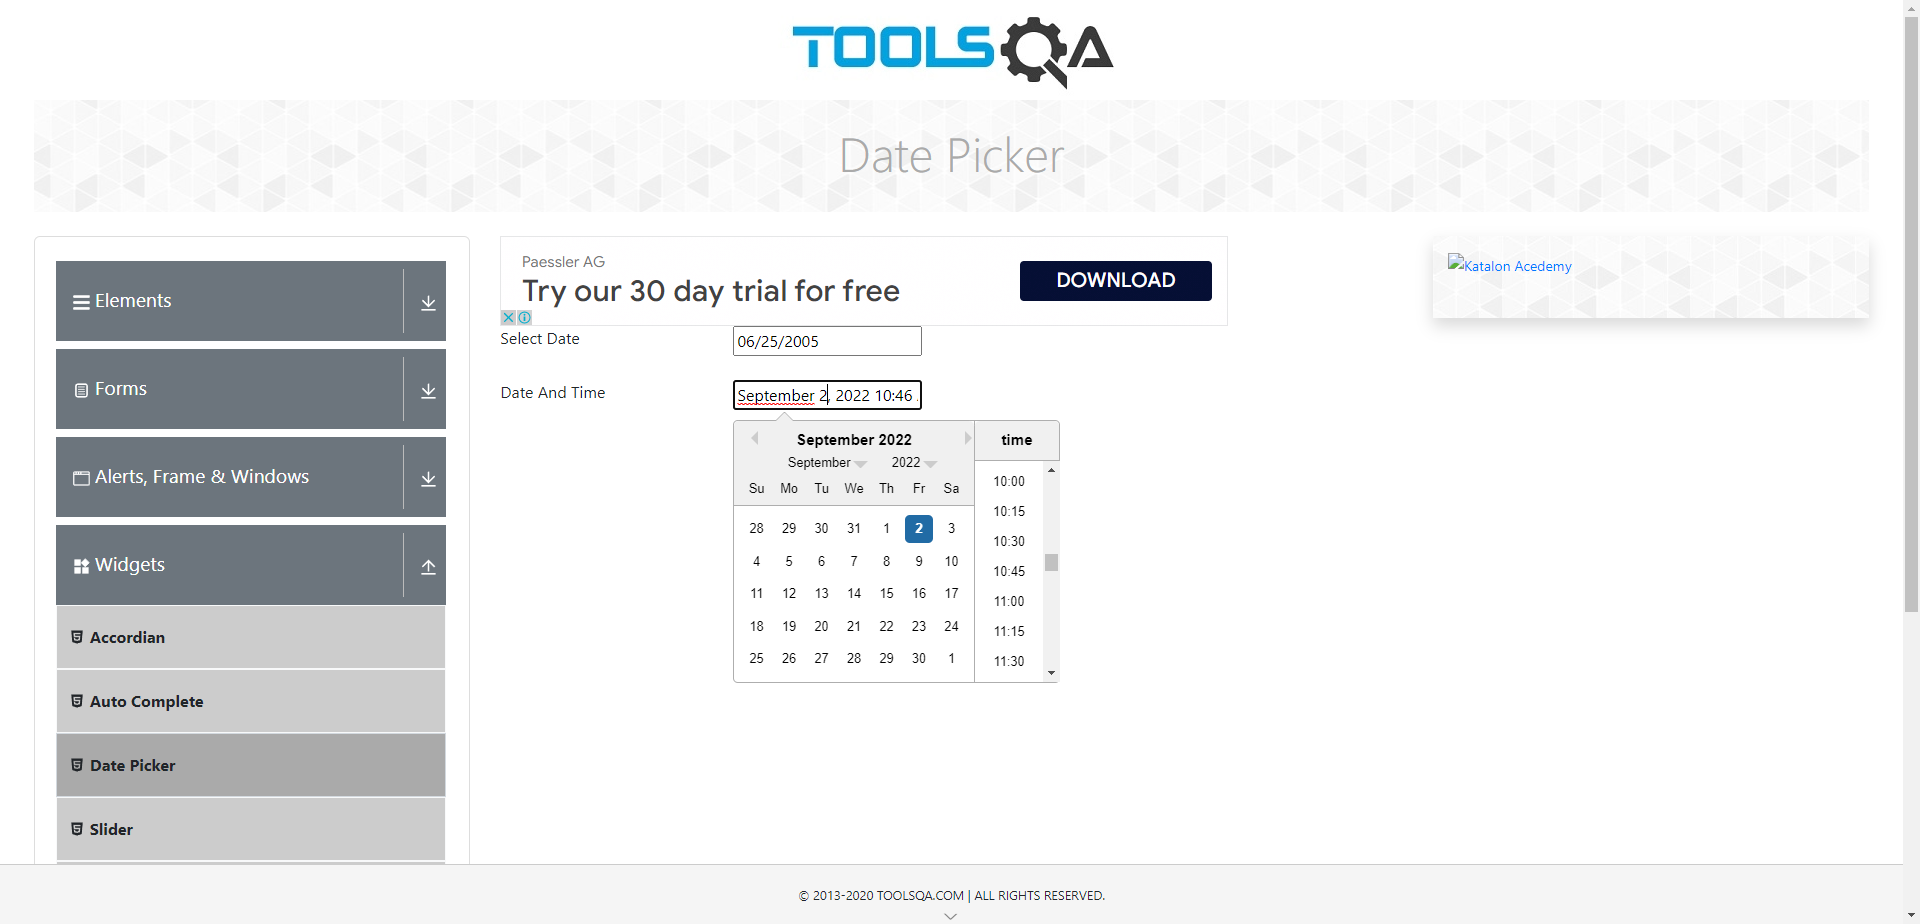 TOOLSQA
Date Picker
Elements
Forms
Alerts, Frame & Windows
Widgets
Accordian
Auto Complete
Date Picker
Slider
Paessler AG
Try our 30 day trial for free
DOWNLOAD
Select Date
06/25/2005
Date And Time
September 2, 2022 10:46
September 2022
September 2022
Su Mo Tu We Th Fr Sa
28 29 30 31 1 2 3
4 5 6 7 8 9 10
11 12 13 14 15 16 17
18 19 20 21 22 23 24
25 26 27 28 29 30 1
time
10:00
10:15
10:30
10:45
11:00
11:15
11:30
Katalon Acedemy
© 2013-2020 TOOLSQA.COM | ALL RIGHTS RESERVED.